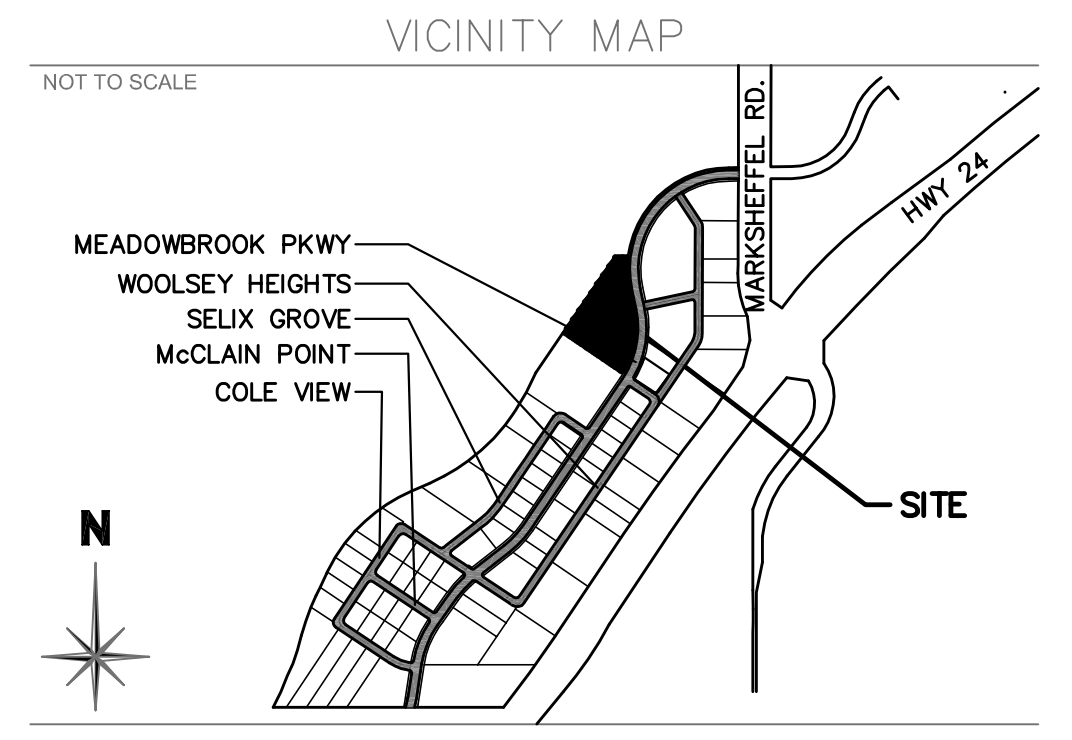 VICINITY MAP
NOT TO SCALE
MARKSHEFFEL RD.
HWY 24
MEADOWBROOK PKWY
WOOLSEY HEIGHTS
SELIX GROVE
McCLAIN POINT
COLE VIEW
SITE
N